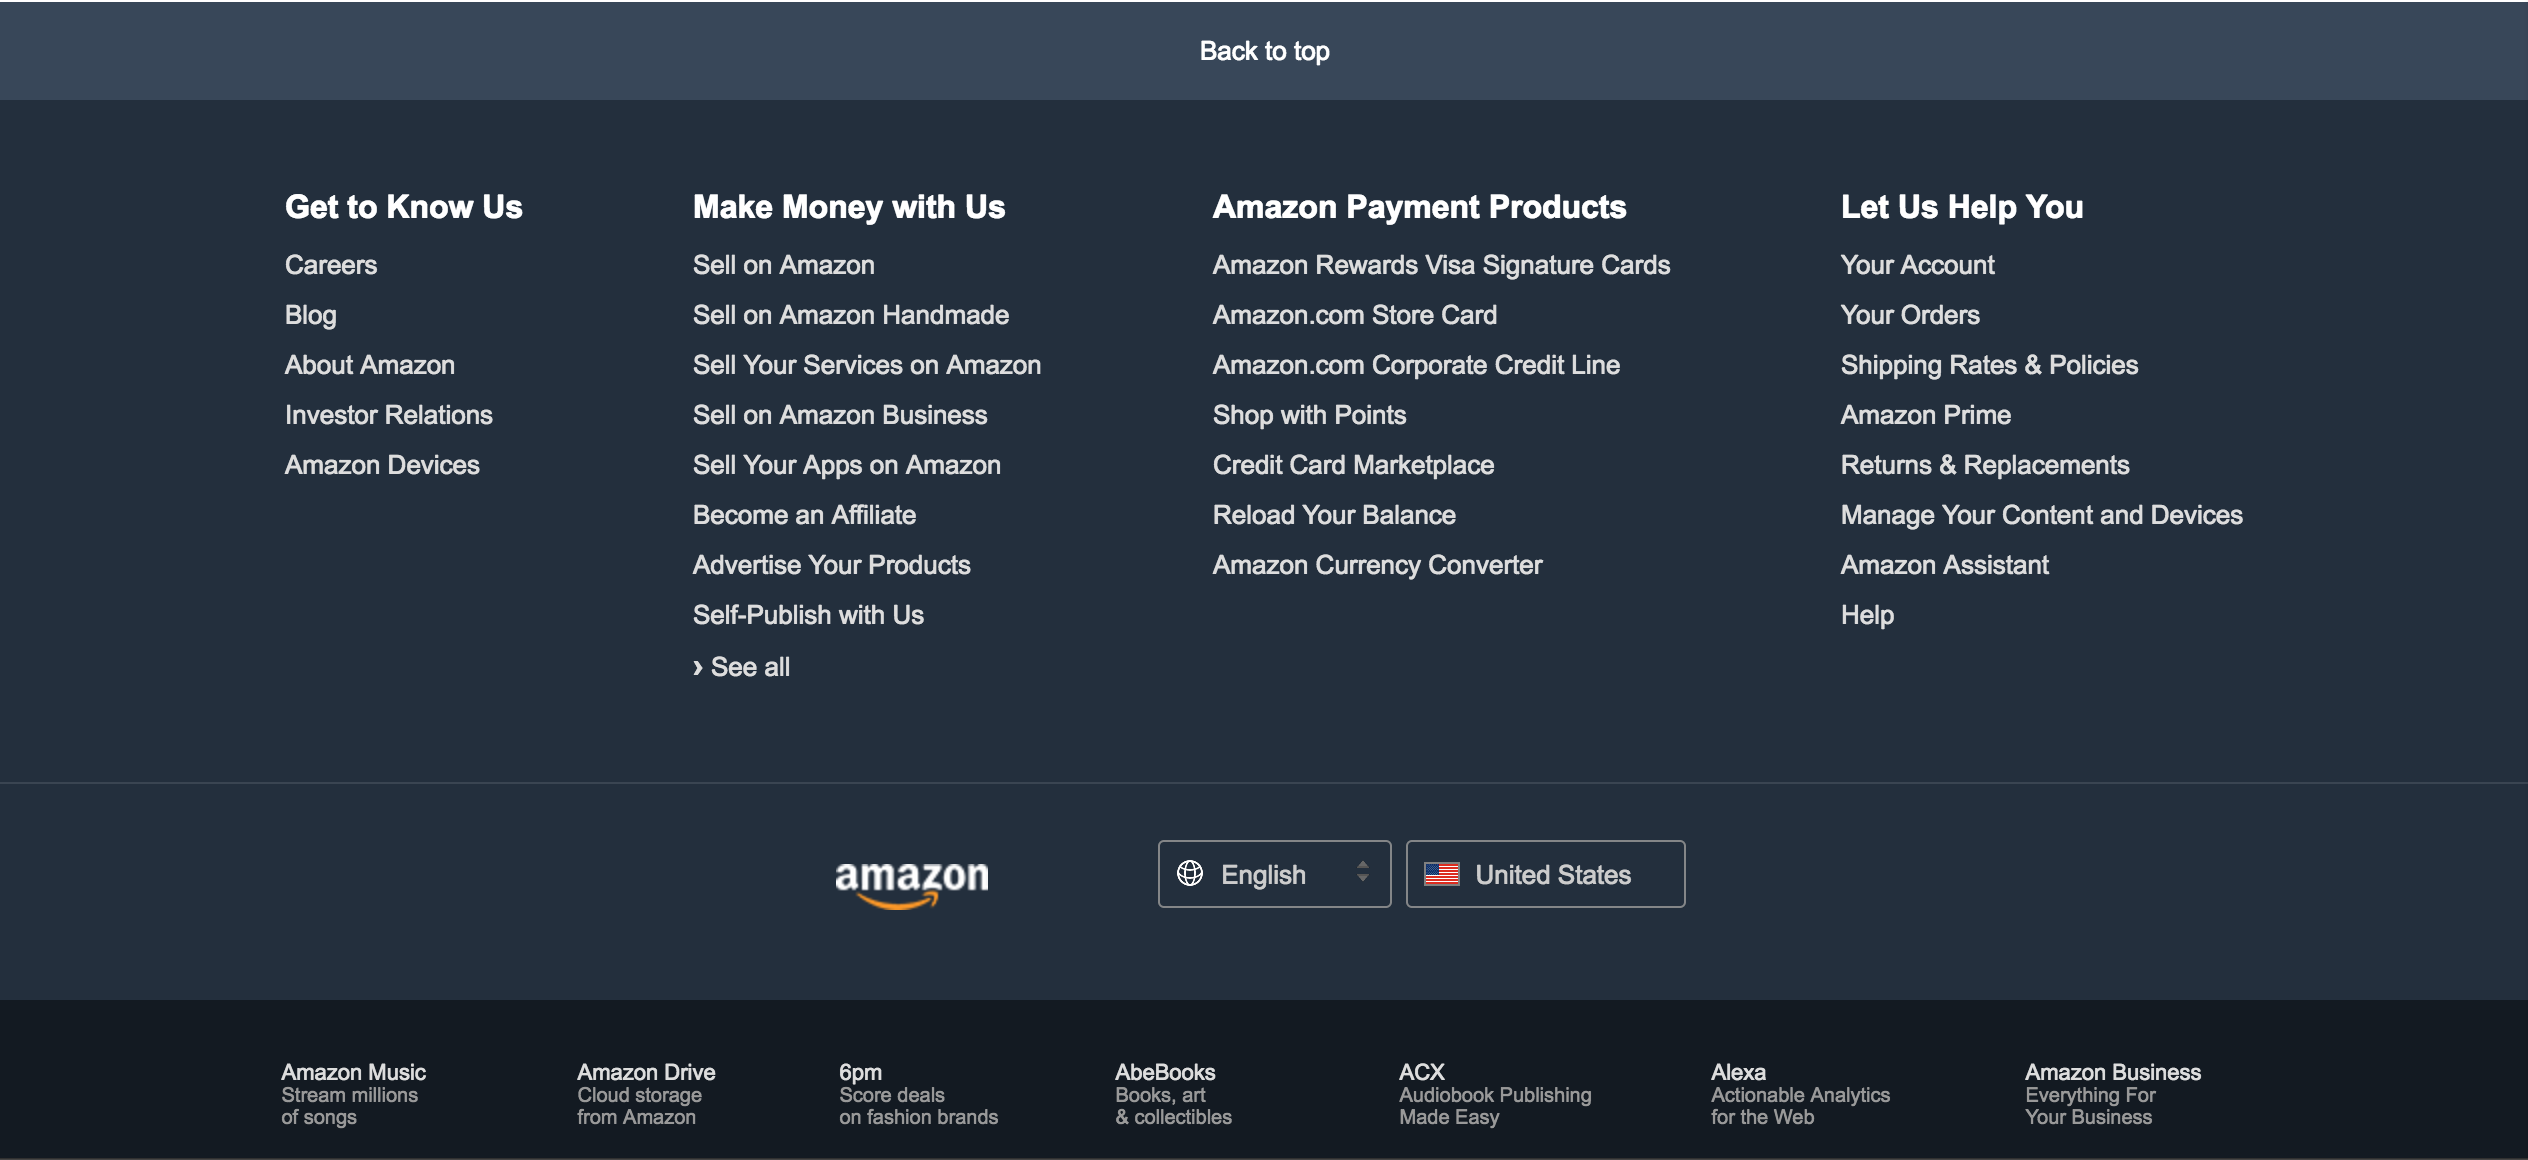 Back to top
Get to Know Us
Careers
Blog
About Amazon
Investor Relations
Amazon Devices
Make Money with Us
Sell on Amazon
Sell on Amazon Handmade
Sell Your Services on Amazon
Sell on Amazon Business
Sell Your Apps on Amazon
Become an Affiliate
Advertise Your Products
Self-Publish with Us
› See all
Amazon Payment Products
Amazon Rewards Visa Signature Cards
Amazon.com Store Card
Amazon.com Corporate Credit Line
Shop with Points
Credit Card Marketplace
Reload Your Balance
Amazon Currency Converter
Let Us Help You
Your Account
Your Orders
Shipping Rates & Policies
Amazon Prime
Returns & Replacements
Manage Your Content and Devices
Amazon Assistant
Help
amazon
English
United States
Amazon Music
Stream millions
of songs
Amazon Drive
Cloud storage
from Amazon
6pm
Score deals
on fashion brands
AbeBooks
Books, art
& collectibles
ACX
Audiobook Publishing
Made Easy
Alexa
Actionable Analytics
for the Web
Amazon Business
Everything For
Your Business